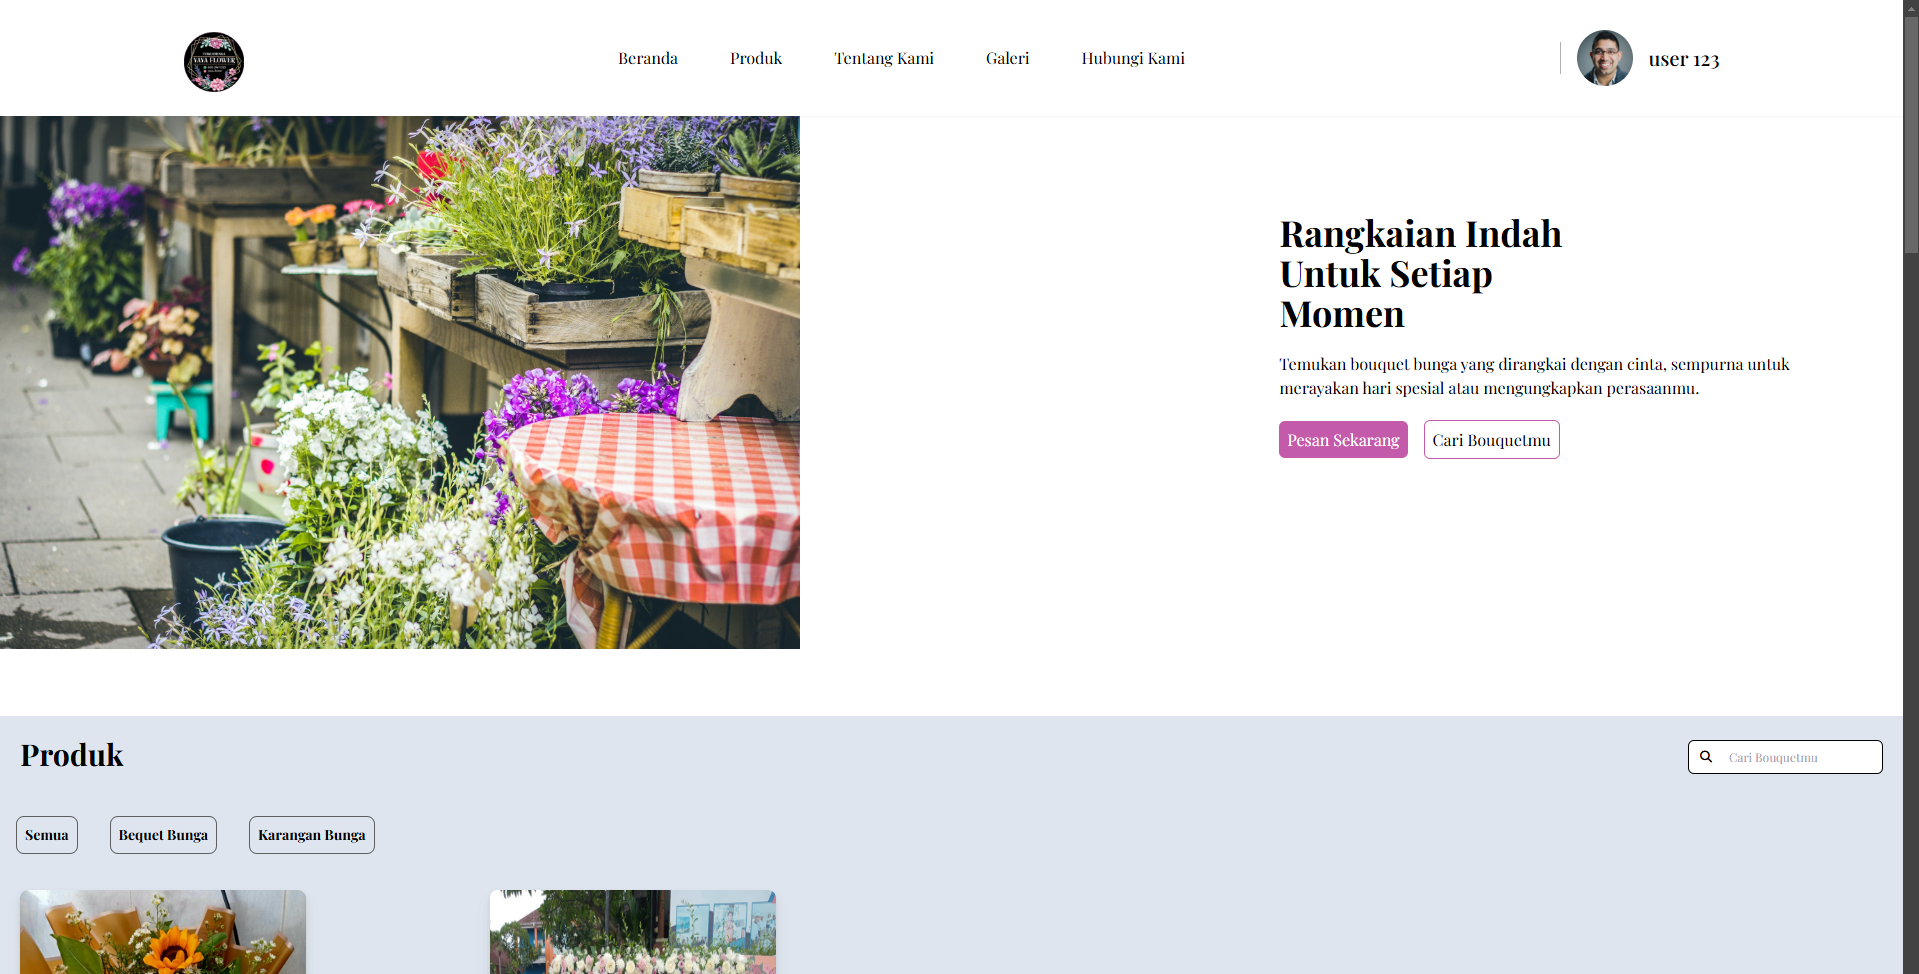 YAYA FLOWER
Beranda
Produk
Tentang Kami
Galeri
Hubungi Kami
user 123
Rangkaian Indah
Untuk Setiap
Momen
Temukan bouquet bunga yang dirangkai dengan cinta, sempurna untuk
merayakan hari spesial atau mengungkapkan perasaanmu.
Pesan Sekarang
Cari Bouquetmu
Produk
Cari Bouquetmu
Semua
Bequet Bunga
Karangan Bunga